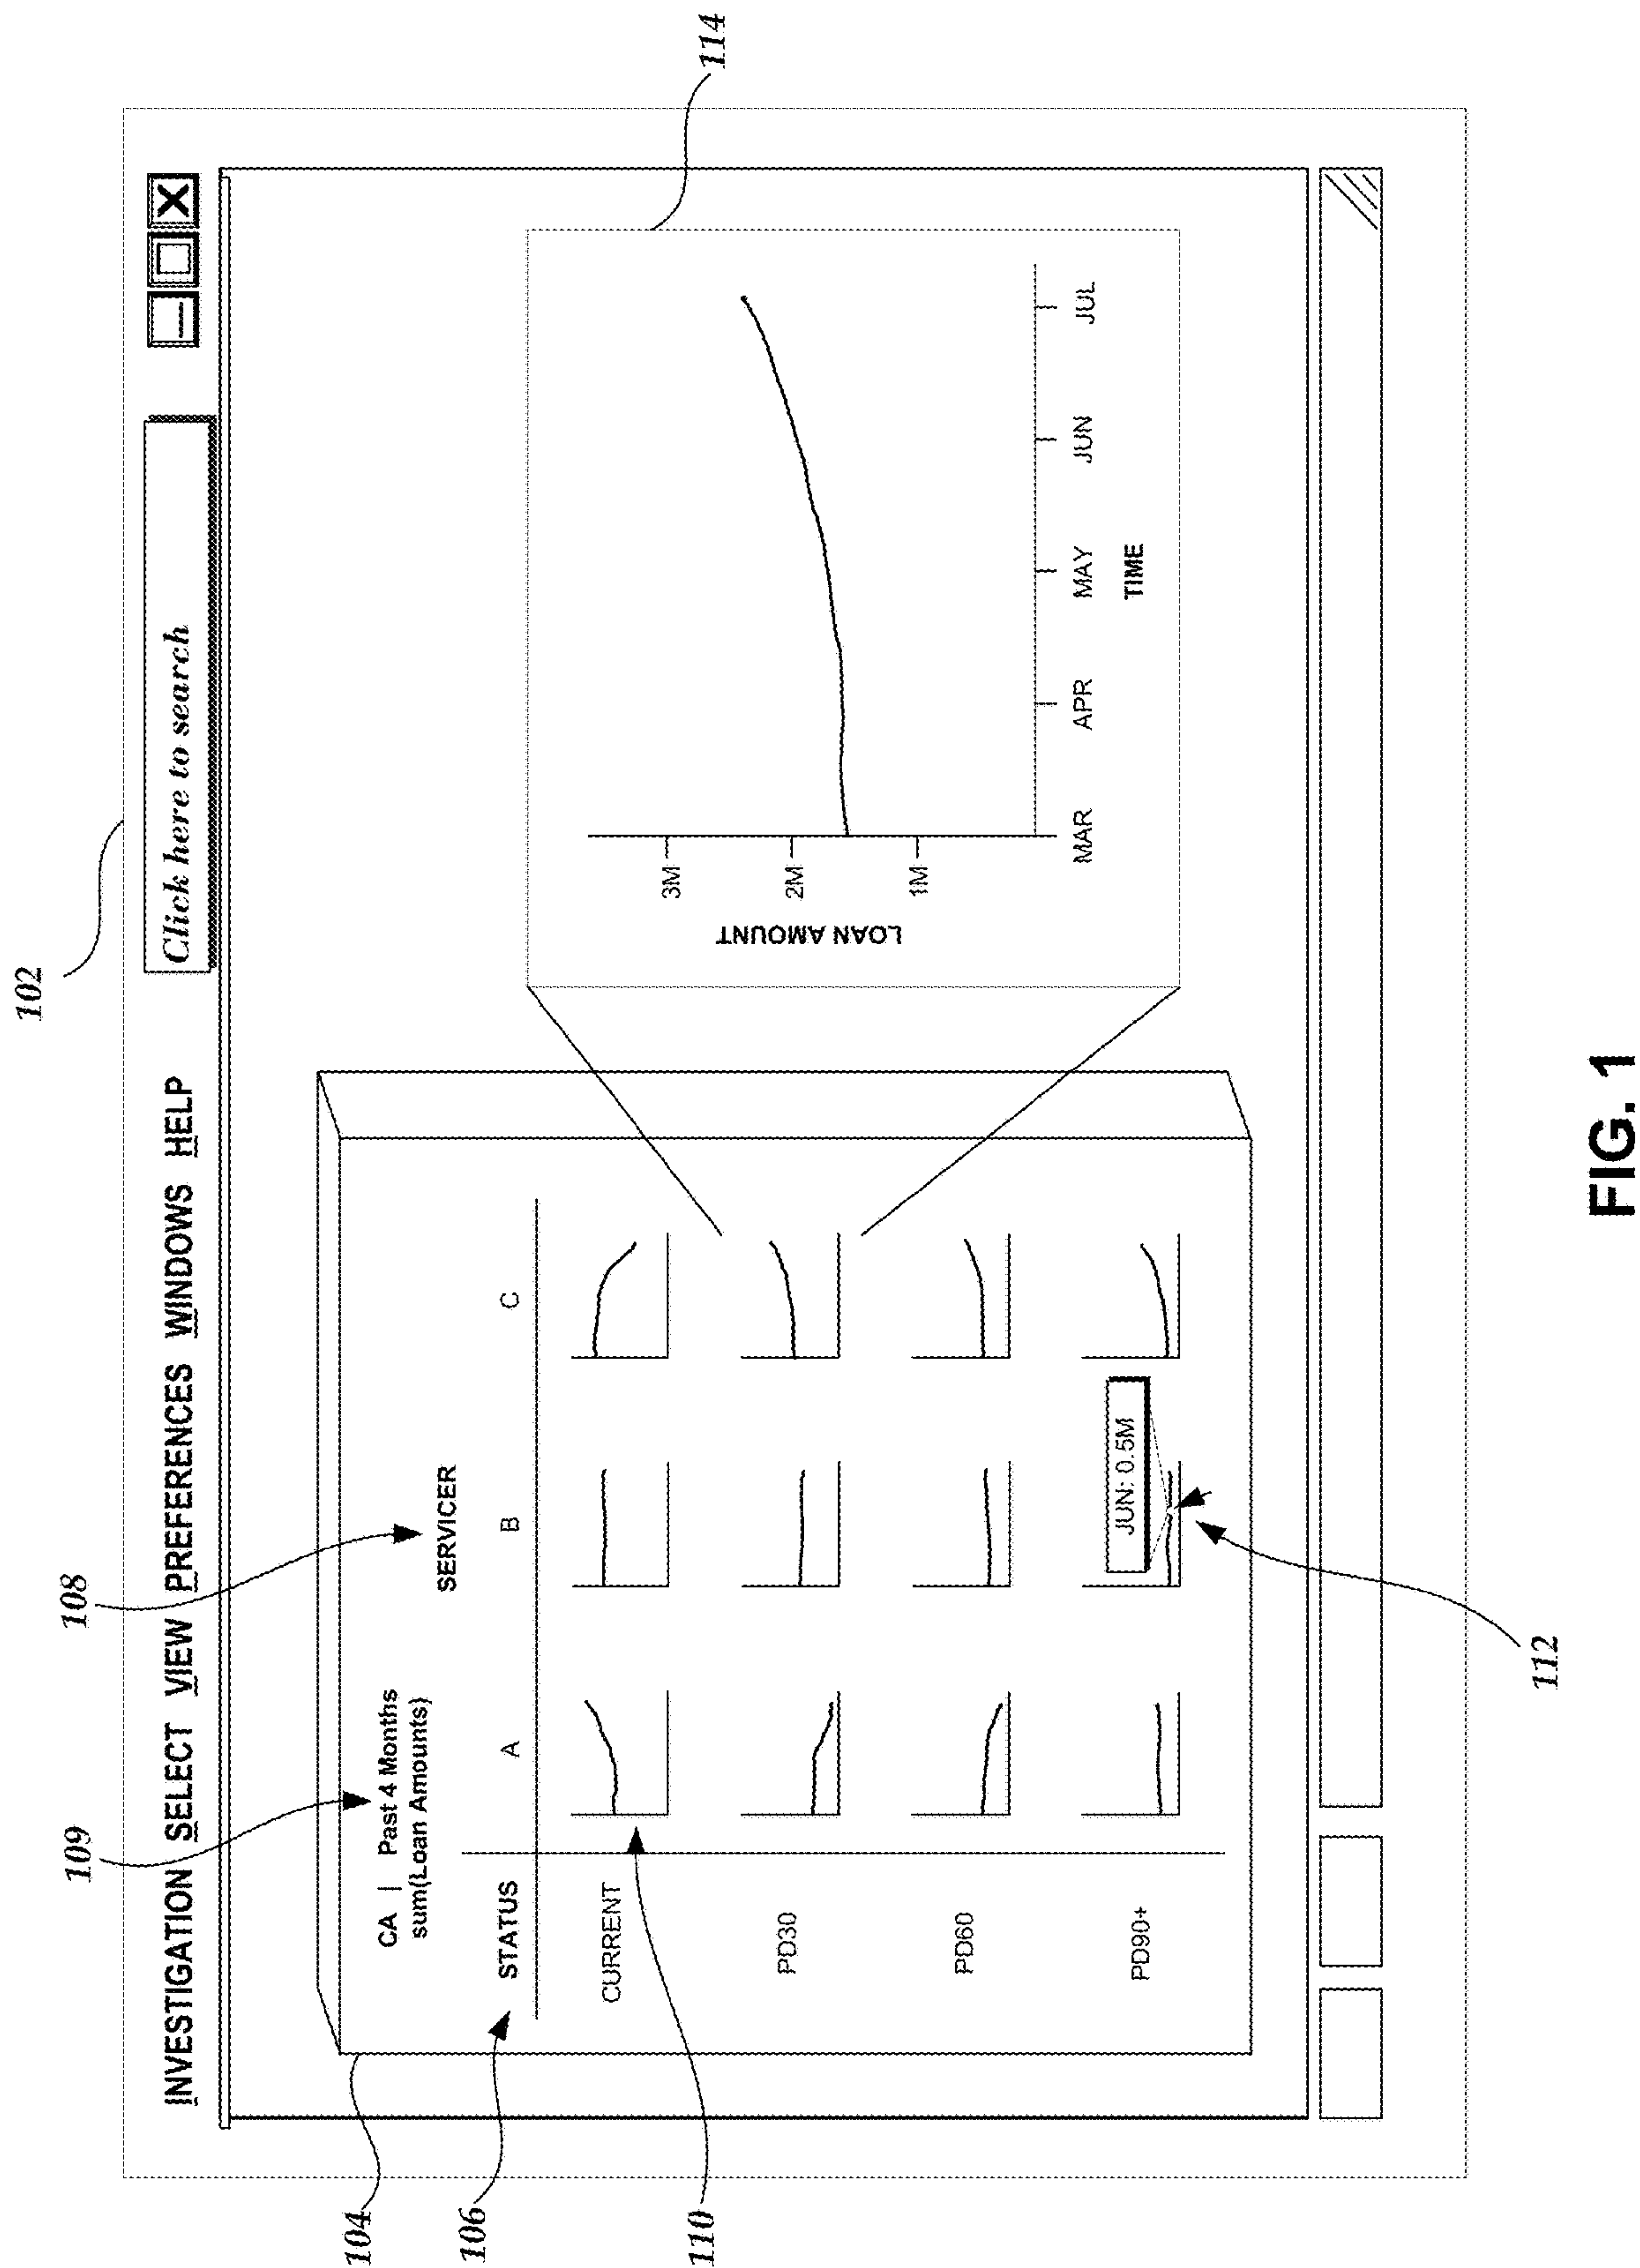 102
INVESTIGATION SELECT VIEW PREFERENCES WINDOWS HELP
Click here to search
109
108
104
CA | Past 4 Months
sum(Loan Amounts)
SERVICER
106
STATUS
A B C
CURRENT
110
PD30
PD60
PD90+
JUN: 0.5M
112
114
LOAN AMOUNT
3M
2M
1M
MAR APR MAY JUN JUL
TIME
FIG. 1